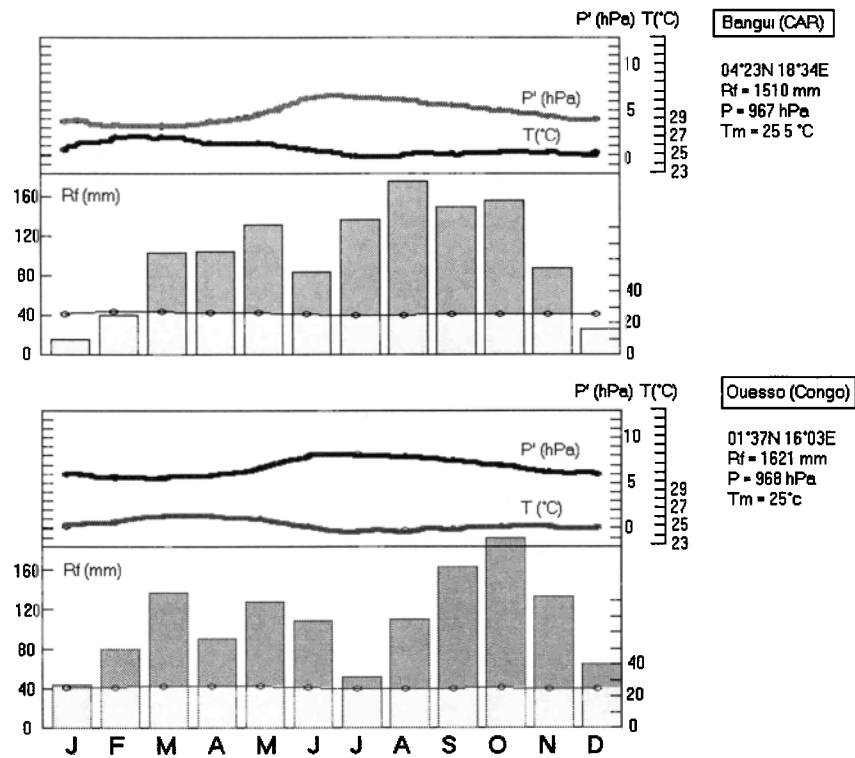 P' (hPa) T(°C)
Bangui (CAR)
04°23N 18°34E
Rf = 1510 mm
P = 967 hPa
Tm = 25 5 °C
10
5
0
29
27
25
23
P' (hPa)
T(°C)
Rf (mm)
160
120
80
40
0
40
20
0
P' (hPa) T(°C)
Ouesso (Congo)
01°37N 16°03E
Rf = 1621 mm
P = 968 hPa
Tm = 25°c
10
5
0
29
27
25
23
P' (hPa)
T (°C)
Rf (mm)
160
120
80
40
0
40
20
0
J F M A M J J A S O N D